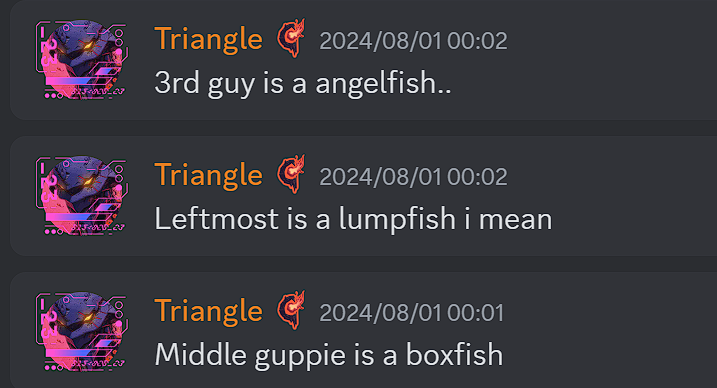 Triangle 2024/08/01 00:02
3rd guy is a angelfish..
Triangle 2024/08/01 00:02
Leftmost is a lumpfish i mean
Triangle 2024/08/01 00:01
Middle guppie is a boxfish